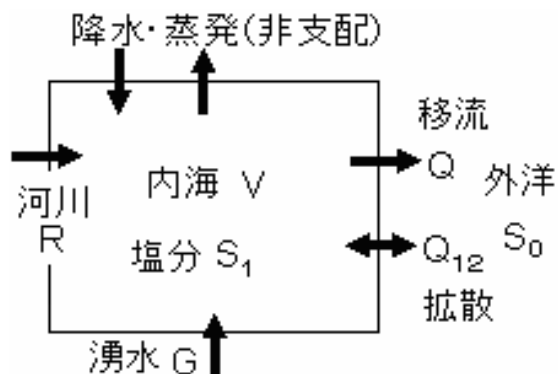 降水・蒸発(非支配)
移流
Q
外洋
S0
内海 V
塩分 S1
河川
R
Q12
拡散
湧水 G